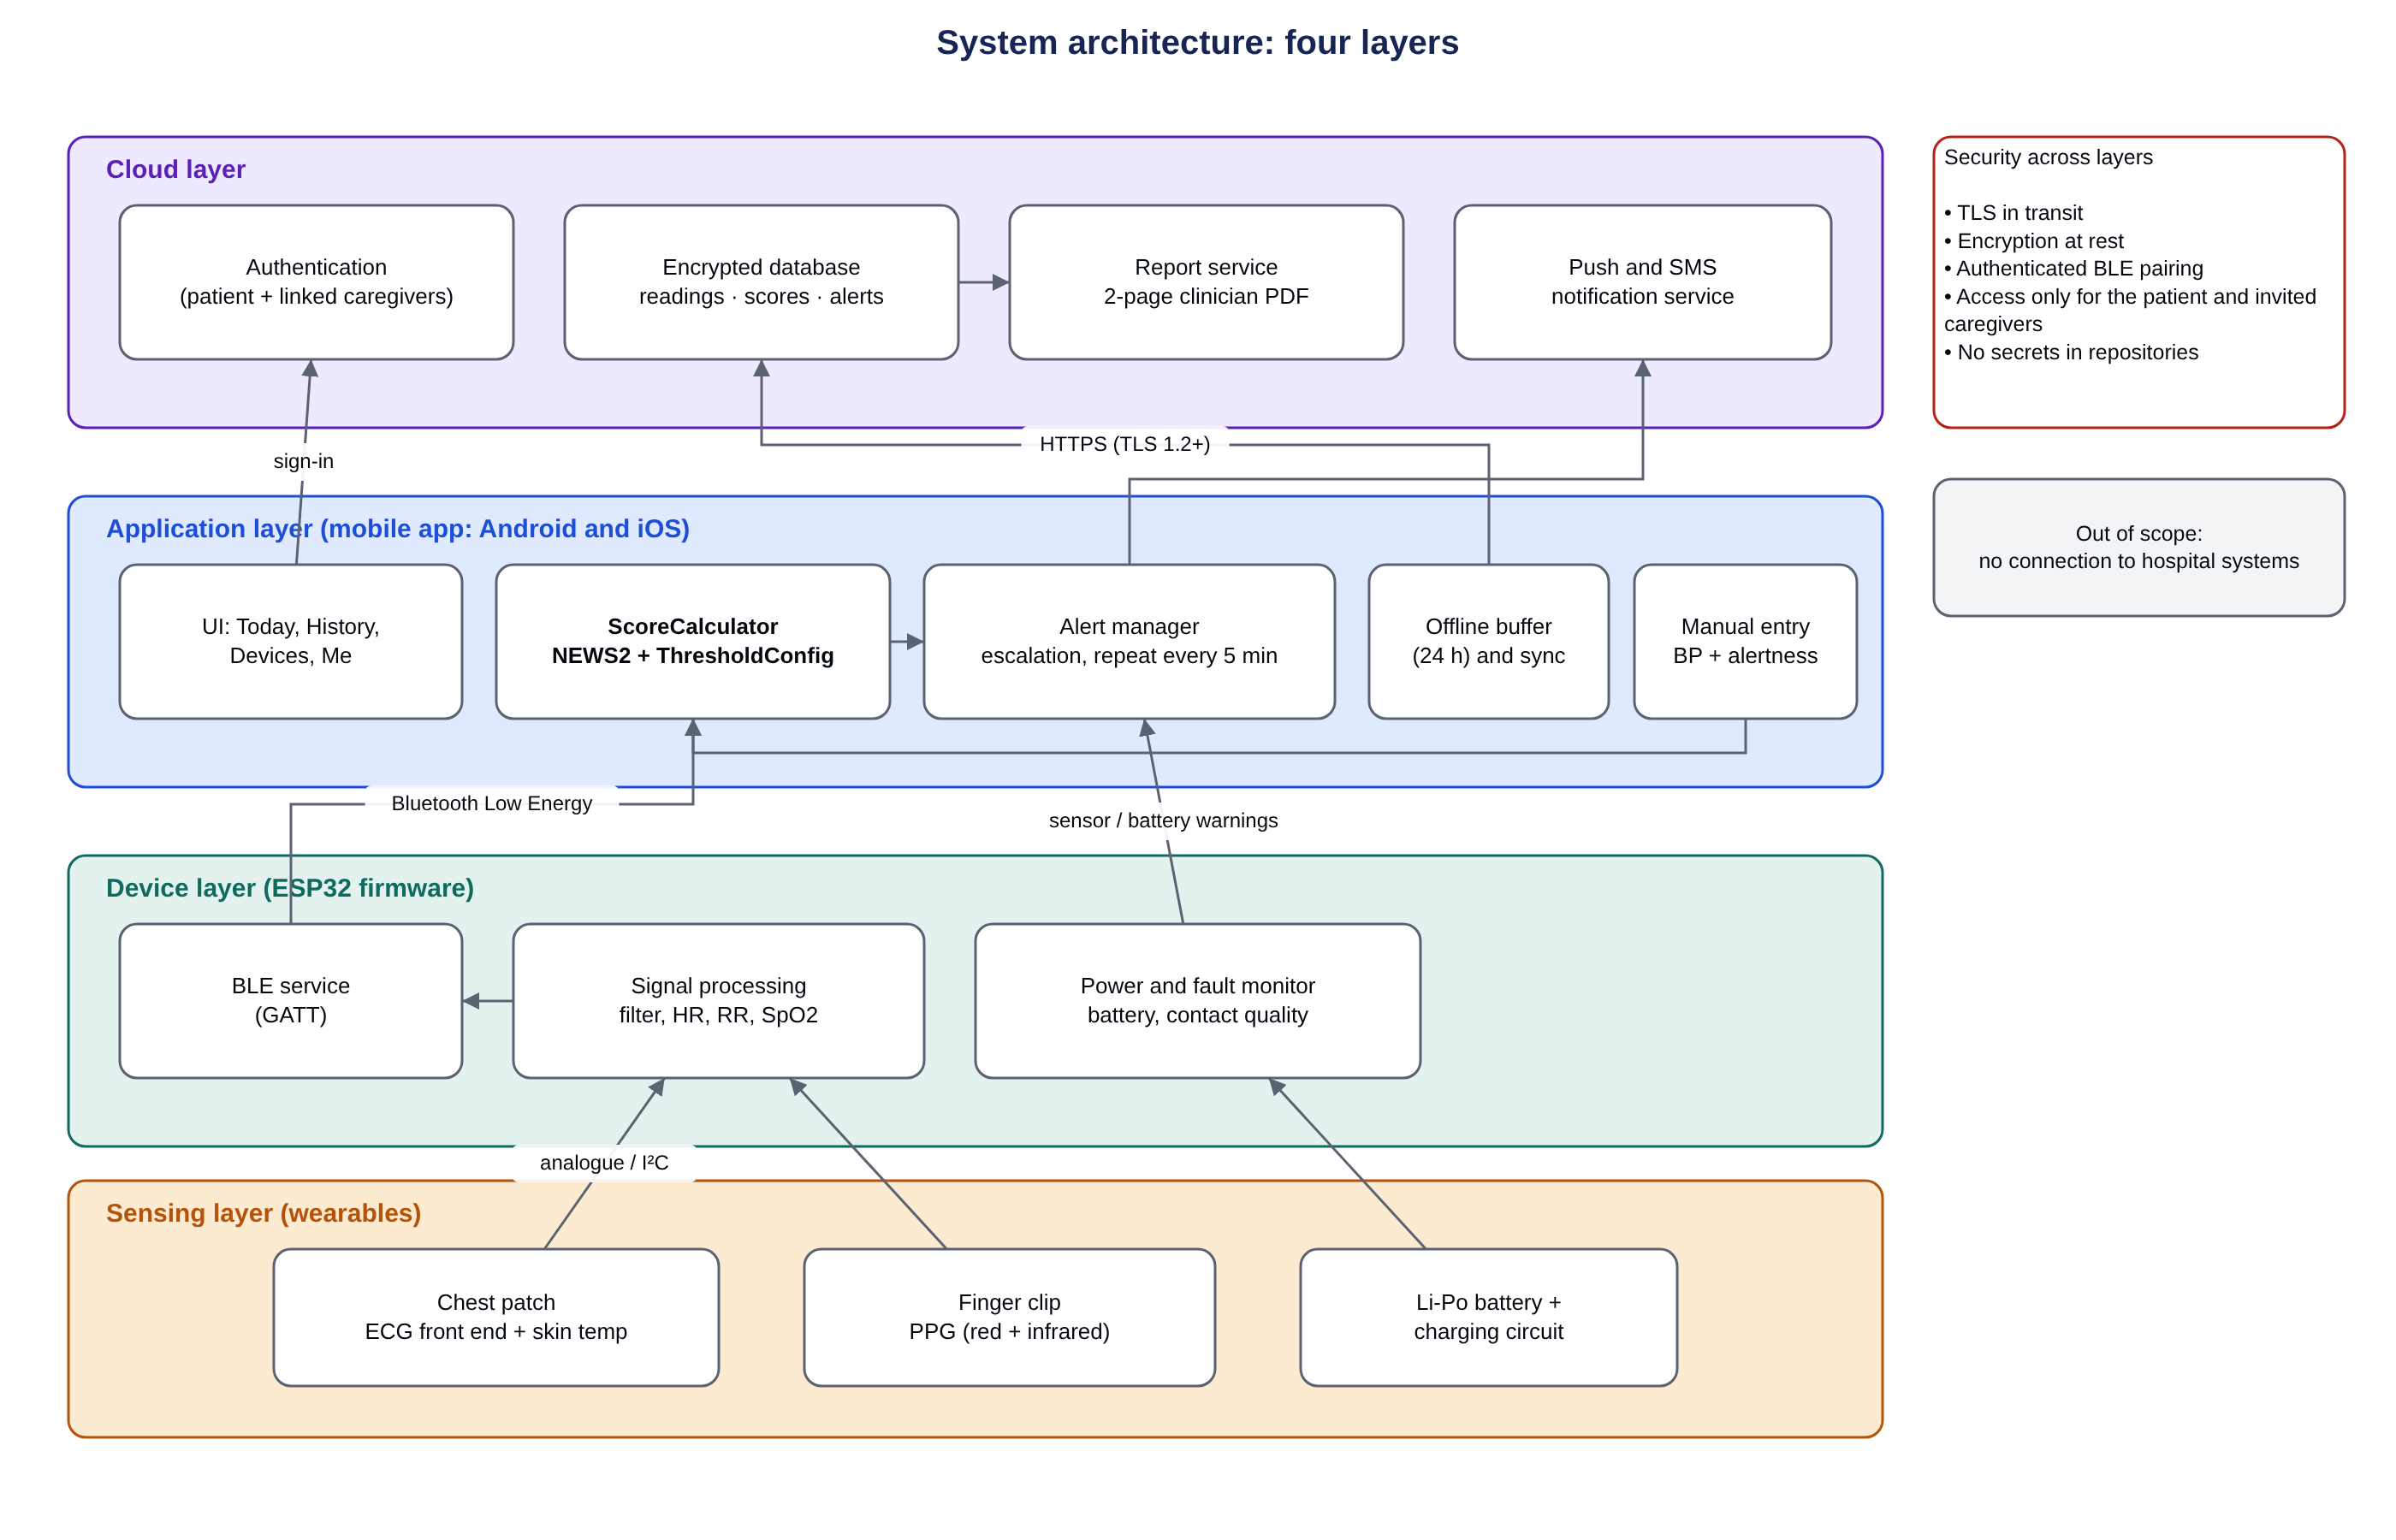 System architecture: four layers
Cloud layer
Authentication
(patient + linked caregivers)
Encrypted database
readings · scores · alerts
Report service
2-page clinician PDF
Push and SMS
notification service
Security across layers
• TLS in transit
• Encryption at rest
• Authenticated BLE pairing
• Access only for the patient and invited
caregivers
• No secrets in repositories
HTTPS (TLS 1.2+)
sign-in
Application layer (mobile app: Android and iOS)
UI: Today, History,
Devices, Me
ScoreCalculator
NEWS2 + ThresholdConfig
Alert manager
escalation, repeat every 5 min
Offline buffer
(24 h) and sync
Manual entry
BP + alertness
Out of scope:
no connection to hospital systems
Bluetooth Low Energy
sensor / battery warnings
Device layer (ESP32 firmware)
BLE service
(GATT)
Signal processing
filter, HR, RR, SpO2
Power and fault monitor
battery, contact quality
analogue / I²C
Sensing layer (wearables)
Chest patch
ECG front end + skin temp
Finger clip
PPG (red + infrared)
Li-Po battery +
charging circuit